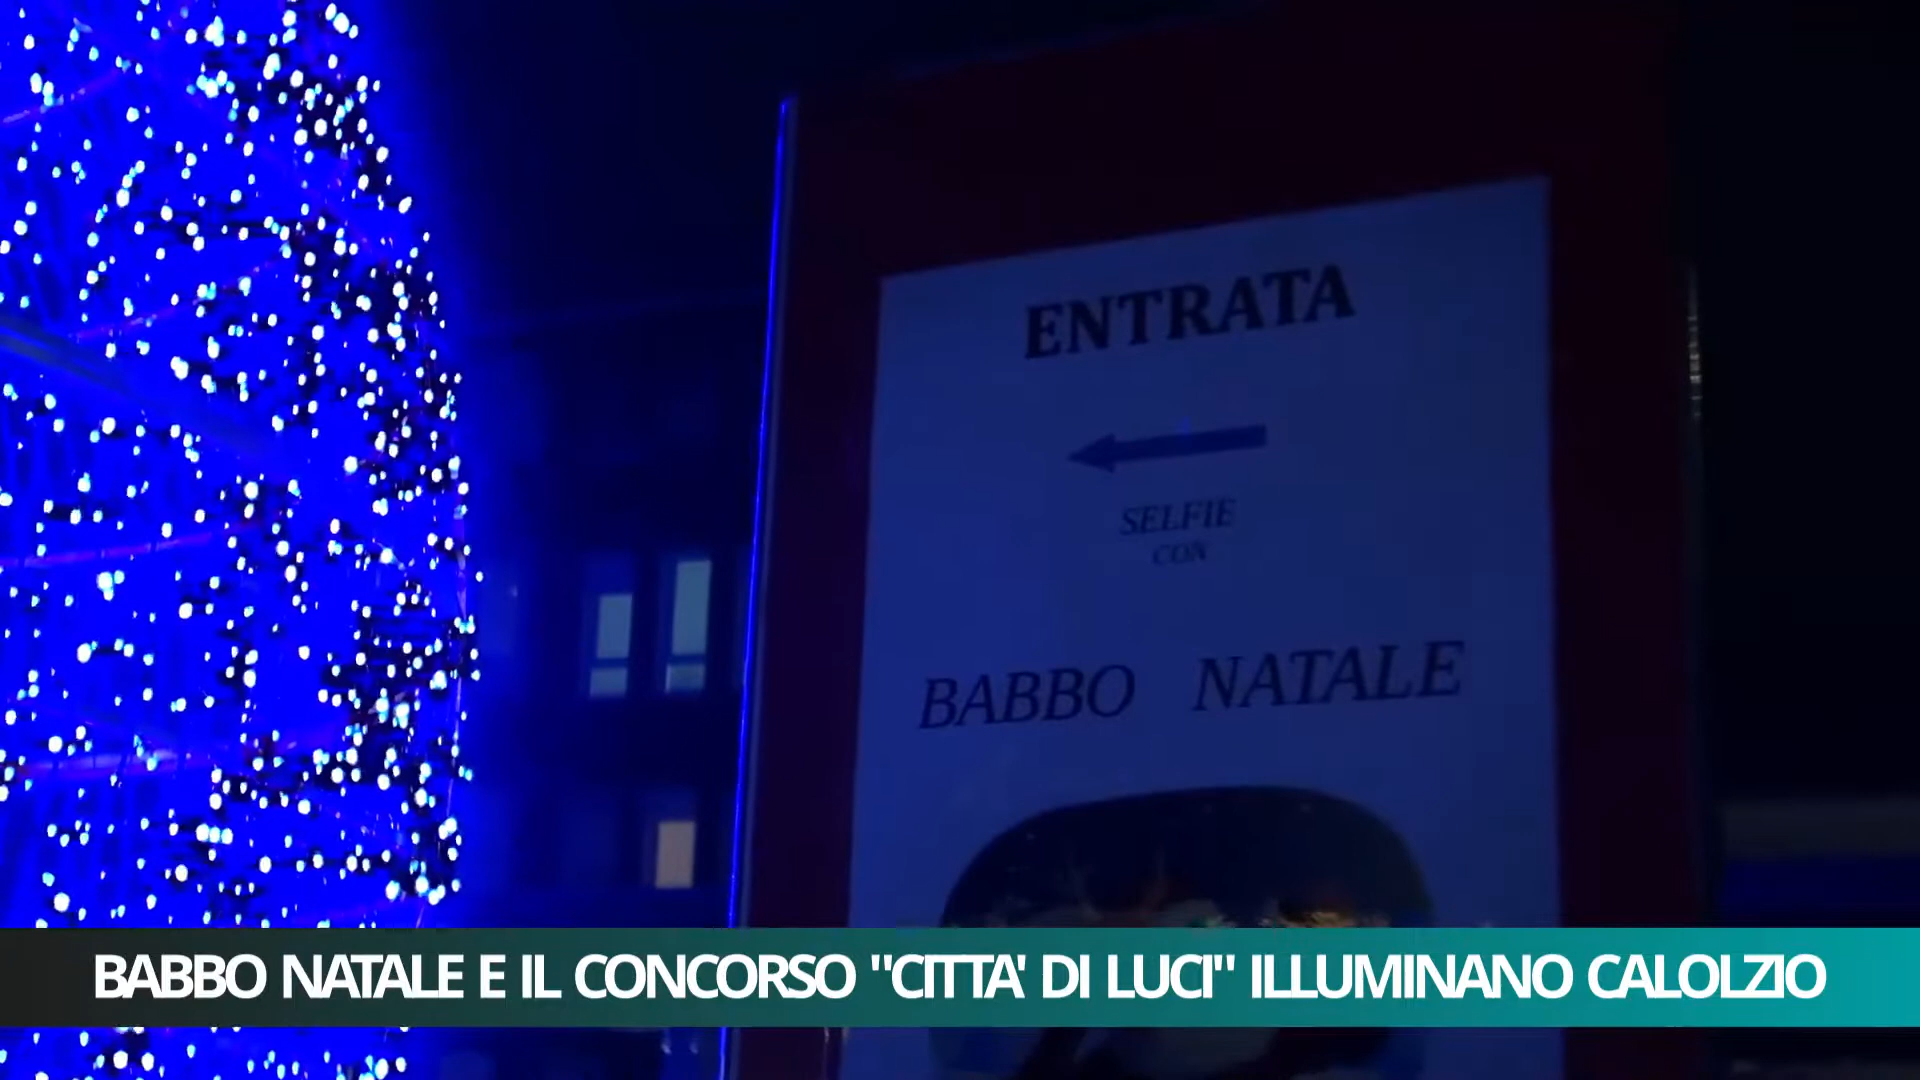 ENTRATA
SELFIE
CON
BABBO NATALE
BABBO NATALE E IL CONCORSO "CITTA' DI LUCI" ILLUMINANO CALOLZIO